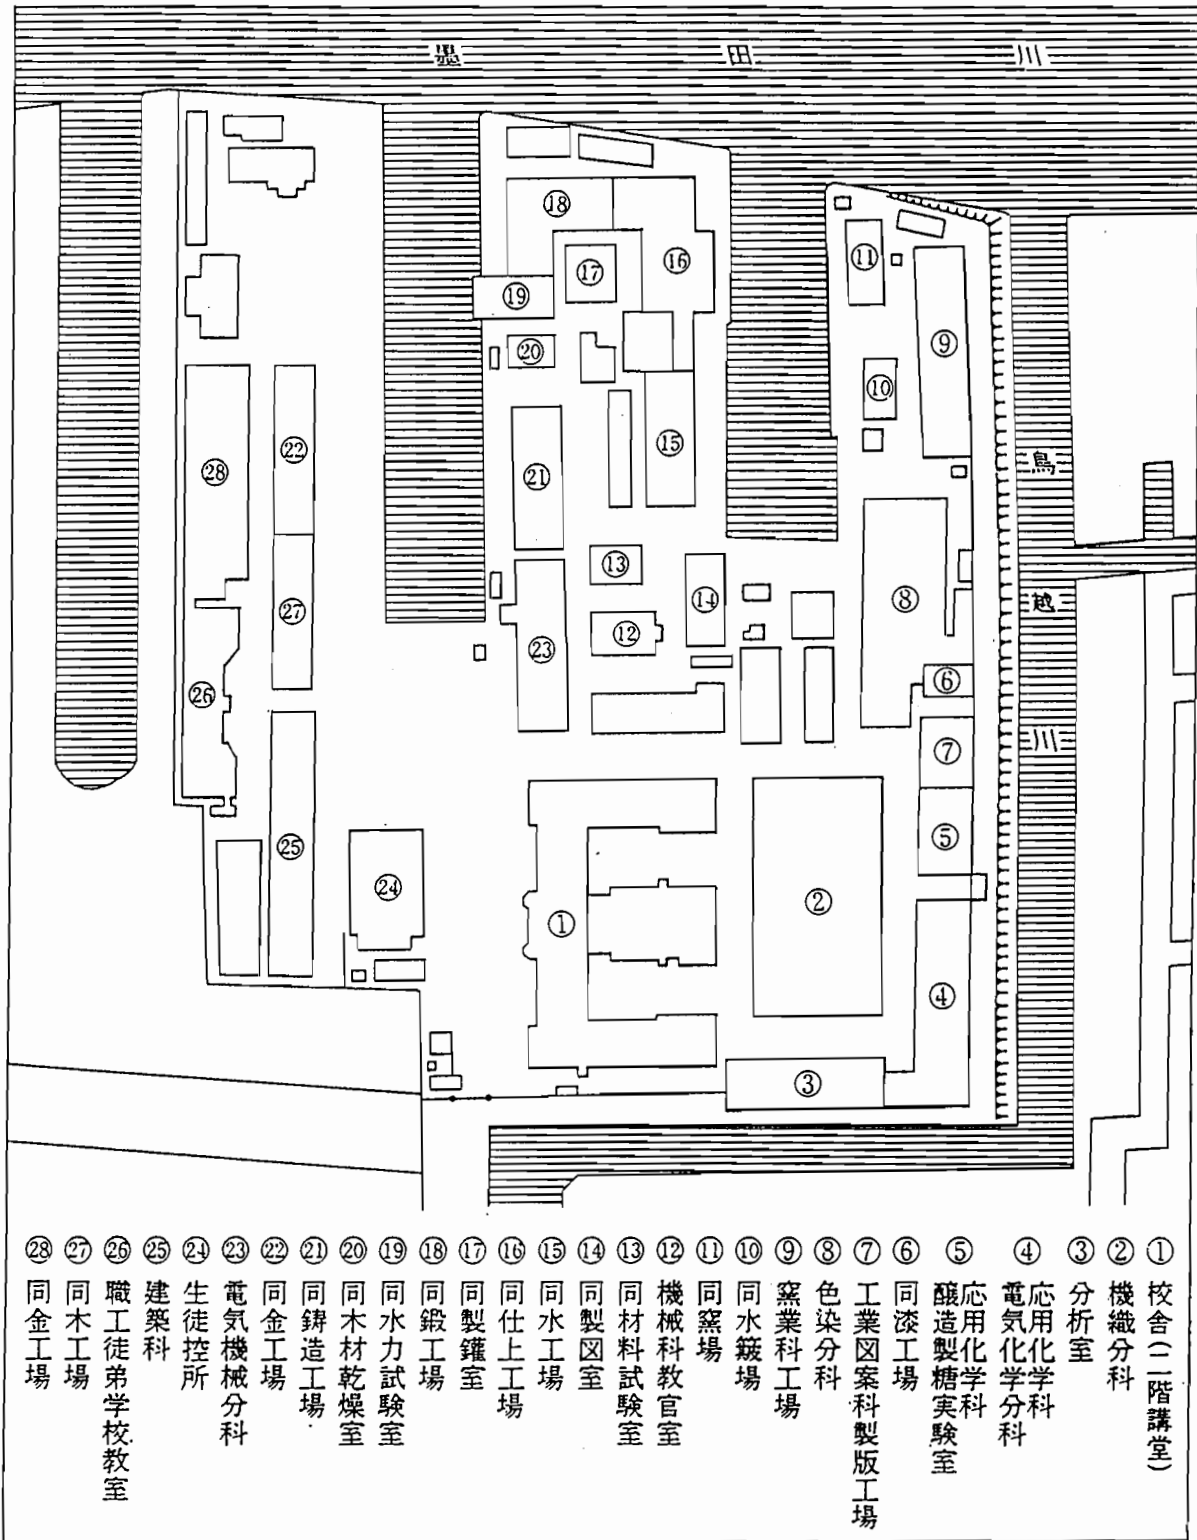 墨田川
鳥越川
⑱
⑯
⑰
⑲
⑳
⑮
㉑
⑬
⑫
⑭
㉓
⑪
⑨
⑩
⑧
⑥
⑦
⑤
④
②
③
①
㉘
㉒
㉗
㉖
㉕
㉔
① 校舎(二階講堂)
② 機織分科
③ 分析室
④ 応用化学科
電気化学分科
⑤ 応用化学科
醸造製糖実験室
⑥ 同漆工場
⑦ 工業図案科製版工場
⑧ 色染分科
⑨ 窯業科工場
⑩ 同水簸場
⑪ 同窯場
⑫ 機械科教官室
⑬ 同材料試験室
⑭ 同製図室
⑮ 同水工場
⑯ 同仕上工場
⑰ 同製鑵室
⑱ 同鍛工場
⑲ 同水力試験室
⑳ 同木材乾燥室
㉑ 同鋳造工場
㉒ 同金工場
㉓ 電気機械分科
㉔ 生徒控所
㉕ 建築科
㉖ 職工徒弟学校教室
㉗ 同木工場
㉘ 同金工場